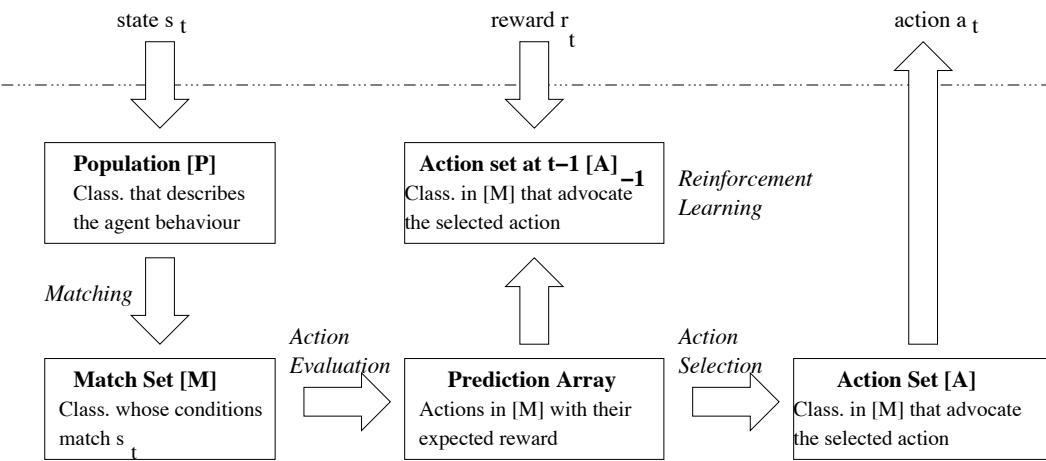 state s t
reward r t
action a t
Population [P]
Class. that describes
the agent behaviour
Action set at t−1 [A] −1
Class. in [M] that advocate
the selected action
Reinforcement
Learning
Matching
Action
Evaluation
Action
Selection
Match Set [M]
Class. whose conditions
match s t
Prediction Array
Actions in [M] with their
expected reward
Action Set [A]
Class. in [M] that advocate
the selected action